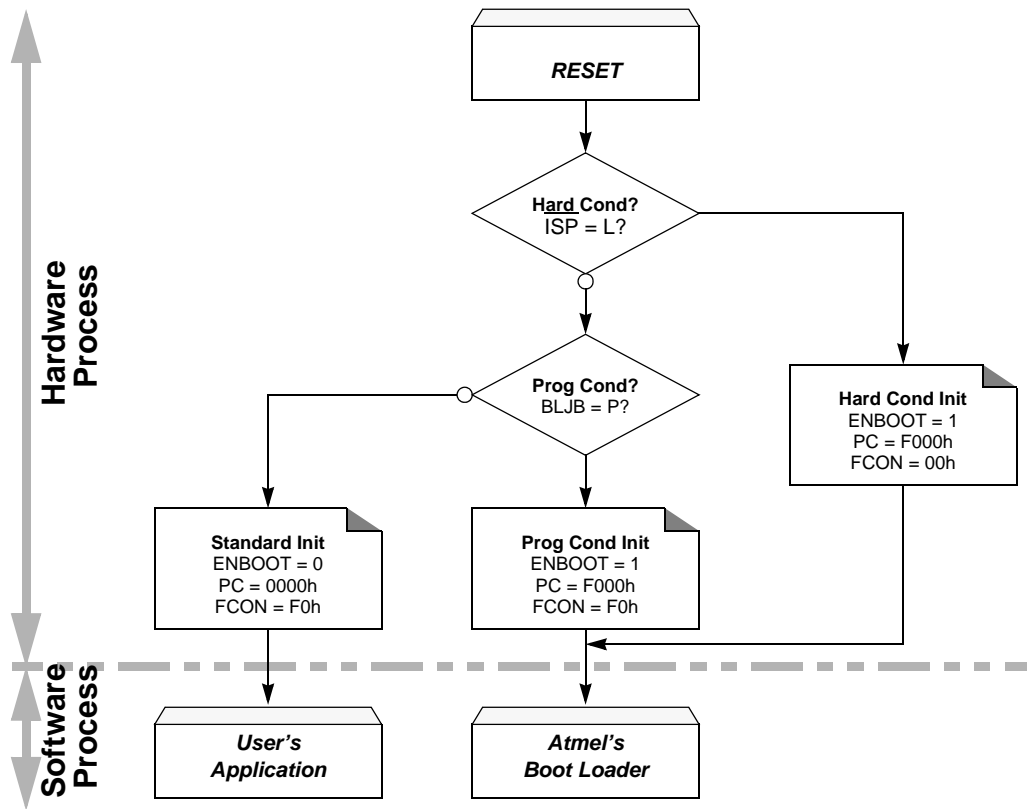 RESET
Hard Cond?
ISP = L?
Hardware
Process
Prog Cond?
BLJB = P?
Hard Cond Init
ENBOOT = 1
PC = F000h
FCON = 00h
Standard Init
ENBOOT = 0
PC = 0000h
FCON = F0h
Prog Cond Init
ENBOOT = 1
PC = F000h
FCON = F0h
Software
Process
User's
Application
Atmel's
Boot Loader